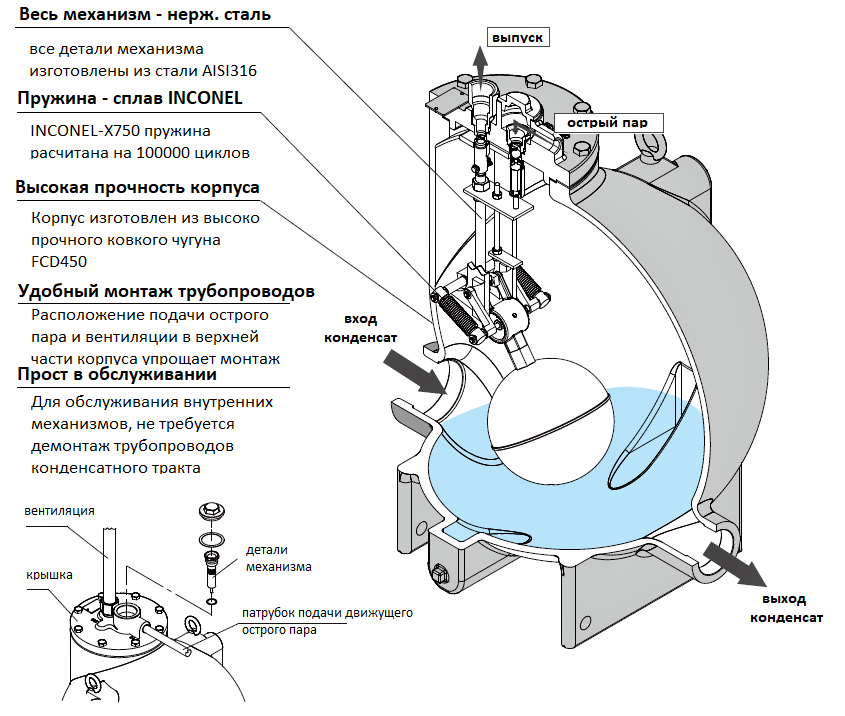 Весь механизм - нерж. сталь
все детали механизма
изготовлены из стали AISI316
Пружина - сплав INCONEL
INCONEL-X750 пружина
расчитана на 100000 циклов
Высокая прочность корпуса
Корпус изготовлен из высоко
прочного ковкого чугуна
FCD450
Удобный монтаж трубопроводов
Расположение подачи острого
пара и вентиляции в верхней
части корпуса упрощает монтаж
Прост в обслуживании
Для обслуживания внутренних
механизмов, не требуется
демонтаж трубопроводов
конденсатного тракта
выпуск
острый пар
вход
конденсат
выход
конденсат
вентиляция
крышка
детали
механизма
патрубок подачи движущего
острого пара